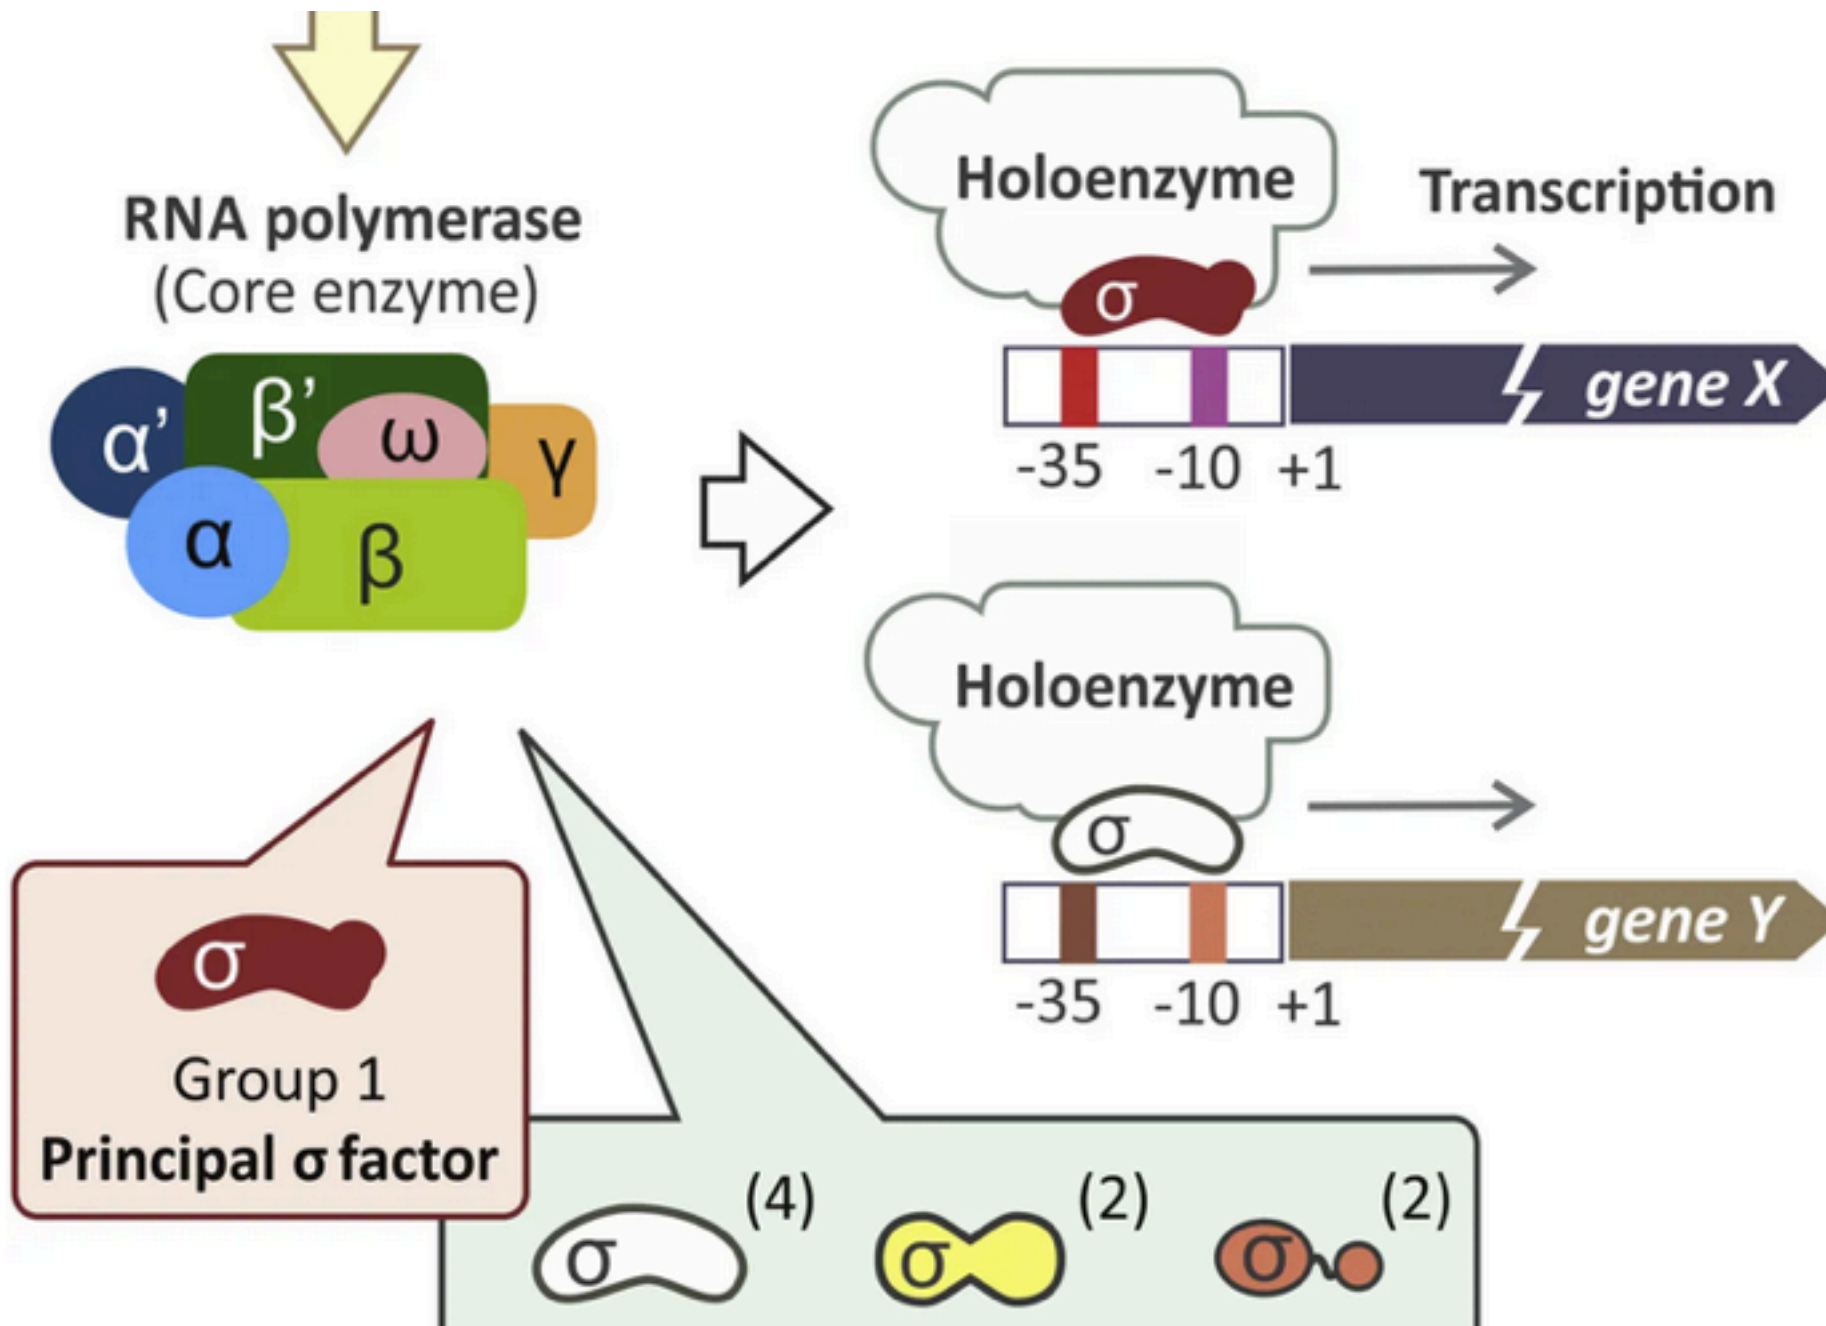 RNA polymerase
(Core enzyme)
α’
β’
ω
γ
α
β
Holoenzyme
σ
Transcription
gene X
-35 -10 +1
Holoenzyme
σ
gene Y
-35 -10 +1
σ
Group 1
Principal σ factor
σ (4)
σ (2)
σ (2)